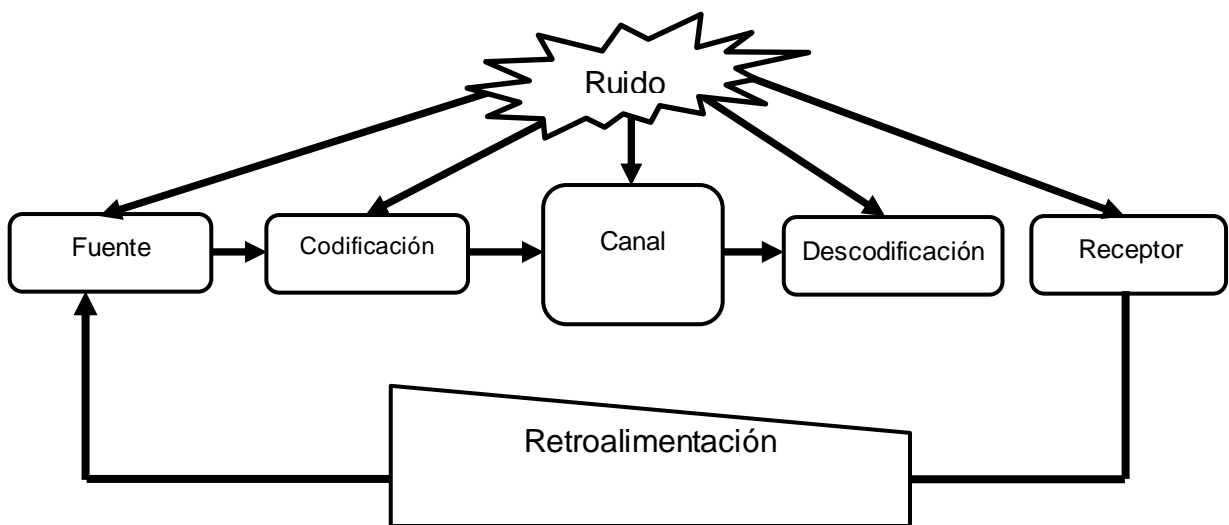 Ruido
Fuente
Codificación
Canal
Descodificación
Receptor
Retroalimentación